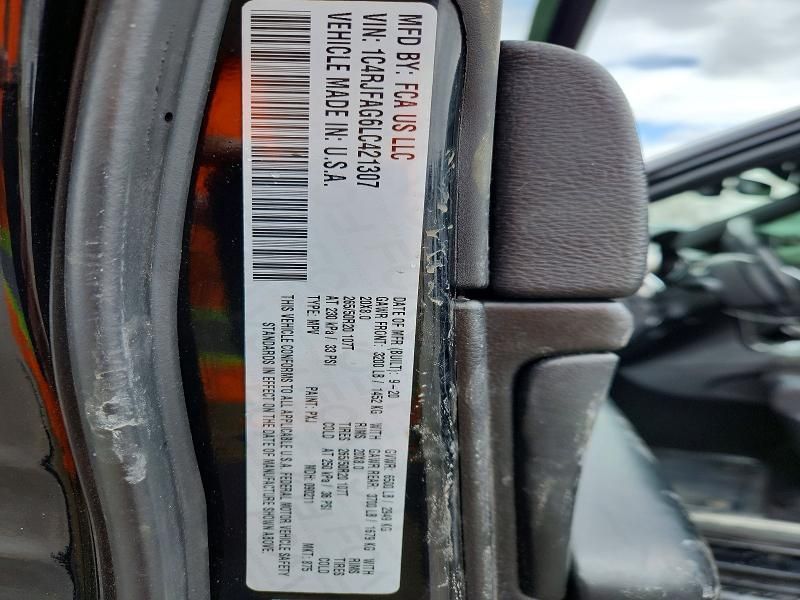 MFD BY: FCA US LLC
VIN: 1C4RJFAG6LC421307
VEHICLE MADE IN: U.S.A.
DATE OF MFR (BUILT): 9-20 GVWR: 6500 LB / 2949 KG
GAWR FRONT: 3200 LB / 1452 KG WITH GAWR REAR: 3700 LB / 1679 KG WITH
20X8.0 RIMS 20X8.0 RIMS
265/50R20 107T TIRES 265/50R20 107T TIRES
AT 230 kPa / 33 PSI COLD AT 250 kPa / 36 PSI COLD
TYPE: MPV PAINT: PXJ MDH: 090211 MKT: 875
THIS VEHICLE CONFORMS TO ALL APPLICABLE U.S.A. FEDERAL MOTOR VEHICLE SAFETY
STANDARDS IN EFFECT ON THE DATE OF MANUFACTURE SHOWN ABOVE.